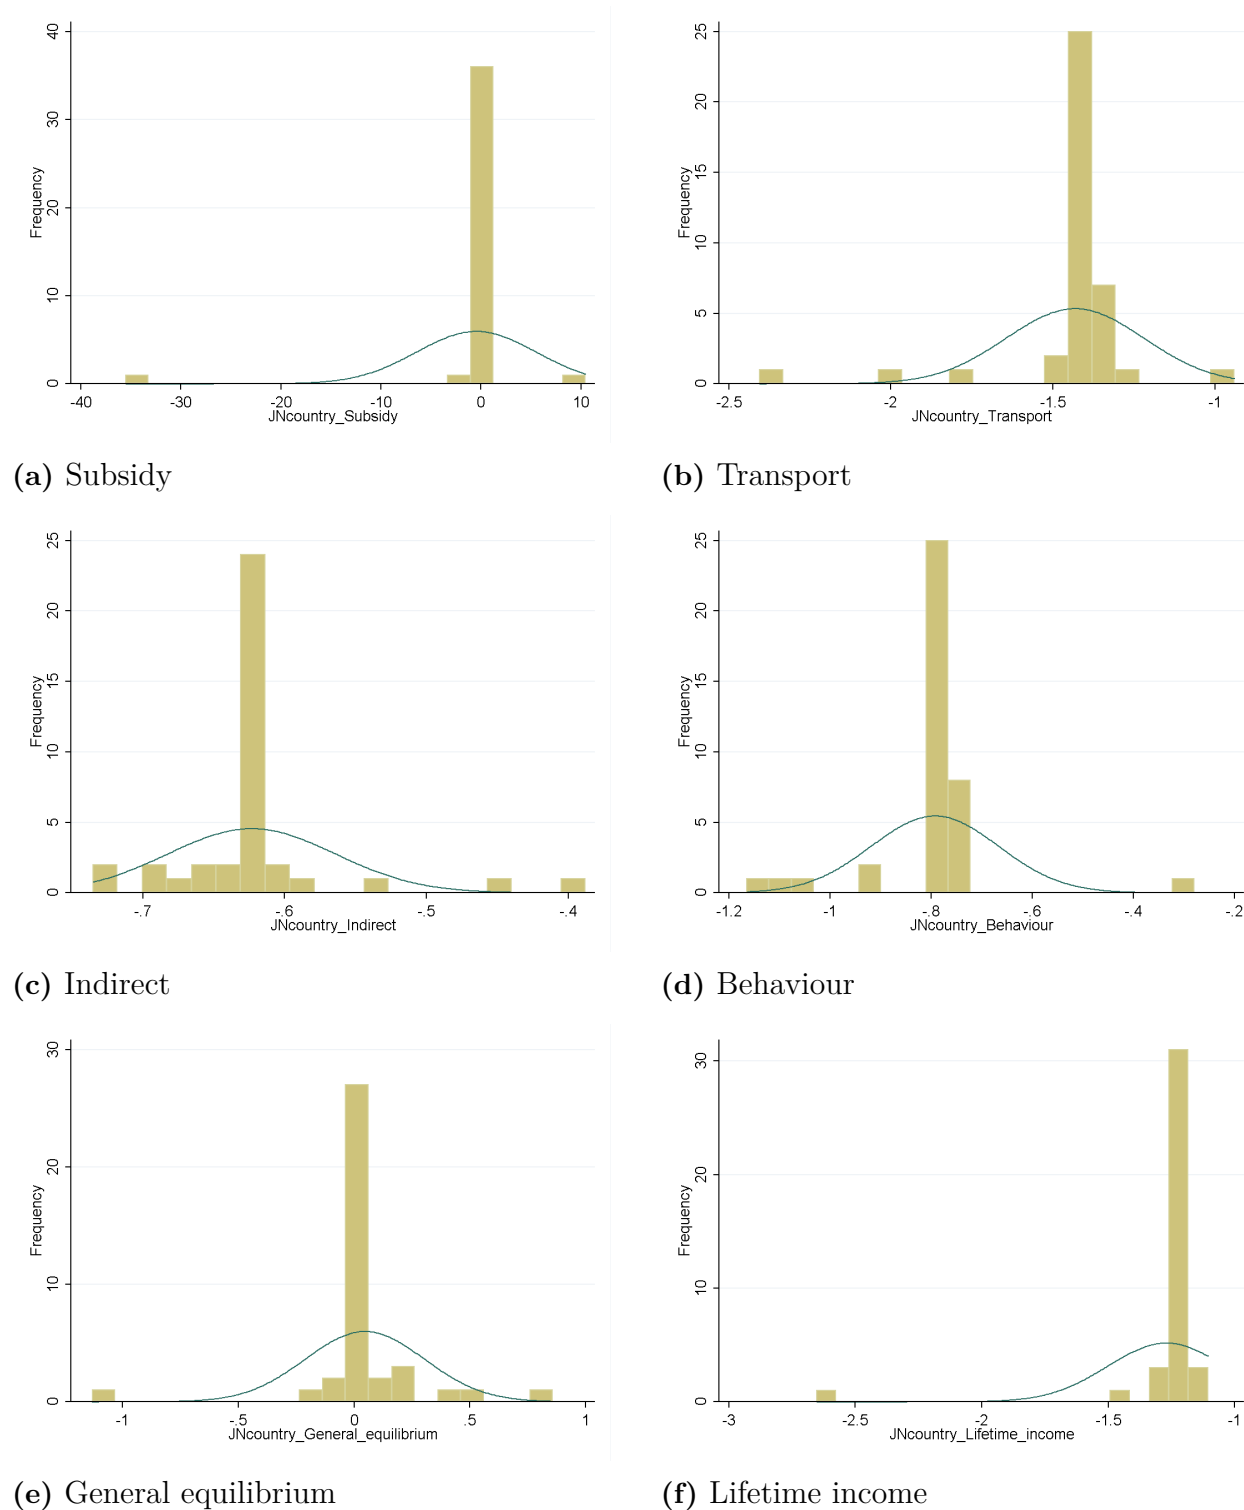 40
30
20
10
0
Frequency
-40 -30 -20 -10 0 10
JNcountry_Subsidy
(a) Subsidy
25
20
15
10
5
0
Frequency
-2.5 -2 -1.5 -1
JNcountry_Transport
(b) Transport
25
20
15
10
5
0
Frequency
-.7 -.6 -.5 -.4
JNcountry_Indirect
(c) Indirect
25
20
15
10
5
0
Frequency
-1.2 -1 -.8 -.6 -.4 -.2
JNcountry_Behaviour
(d) Behaviour
30
20
10
0
Frequency
-1 -.5 0 .5 1
JNcountry_General_equilibrium
(e) General equilibrium
30
20
10
0
Frequency
-3 -2.5 -2 -1.5 -1
JNcountry_Lifetime_income
(f) Lifetime income